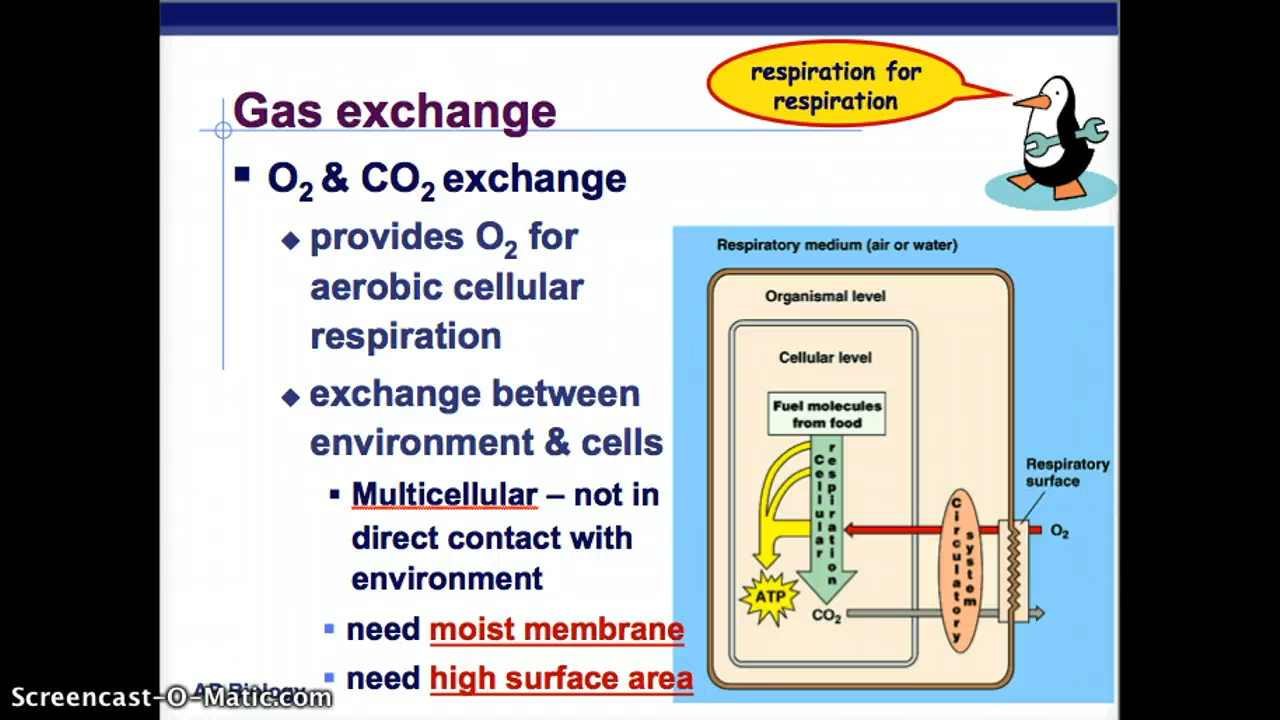 respiration for
respiration
Gas exchange
▪ O₂ & CO₂ exchange
◆ provides O₂ for
aerobic cellular
respiration
◆ exchange between
environment & cells
▪ Multicellular – not in
direct contact with
environment
▪ need moist membrane
▪ need high surface area
Respiratory medium (air or water)
Organismal level
Cellular level
Fuel molecules
from food
Cellular
respiration
ATP
CO₂
Circulatory
system
Respiratory
surface
O₂
AP Biology
Screencast-O-Matic.com